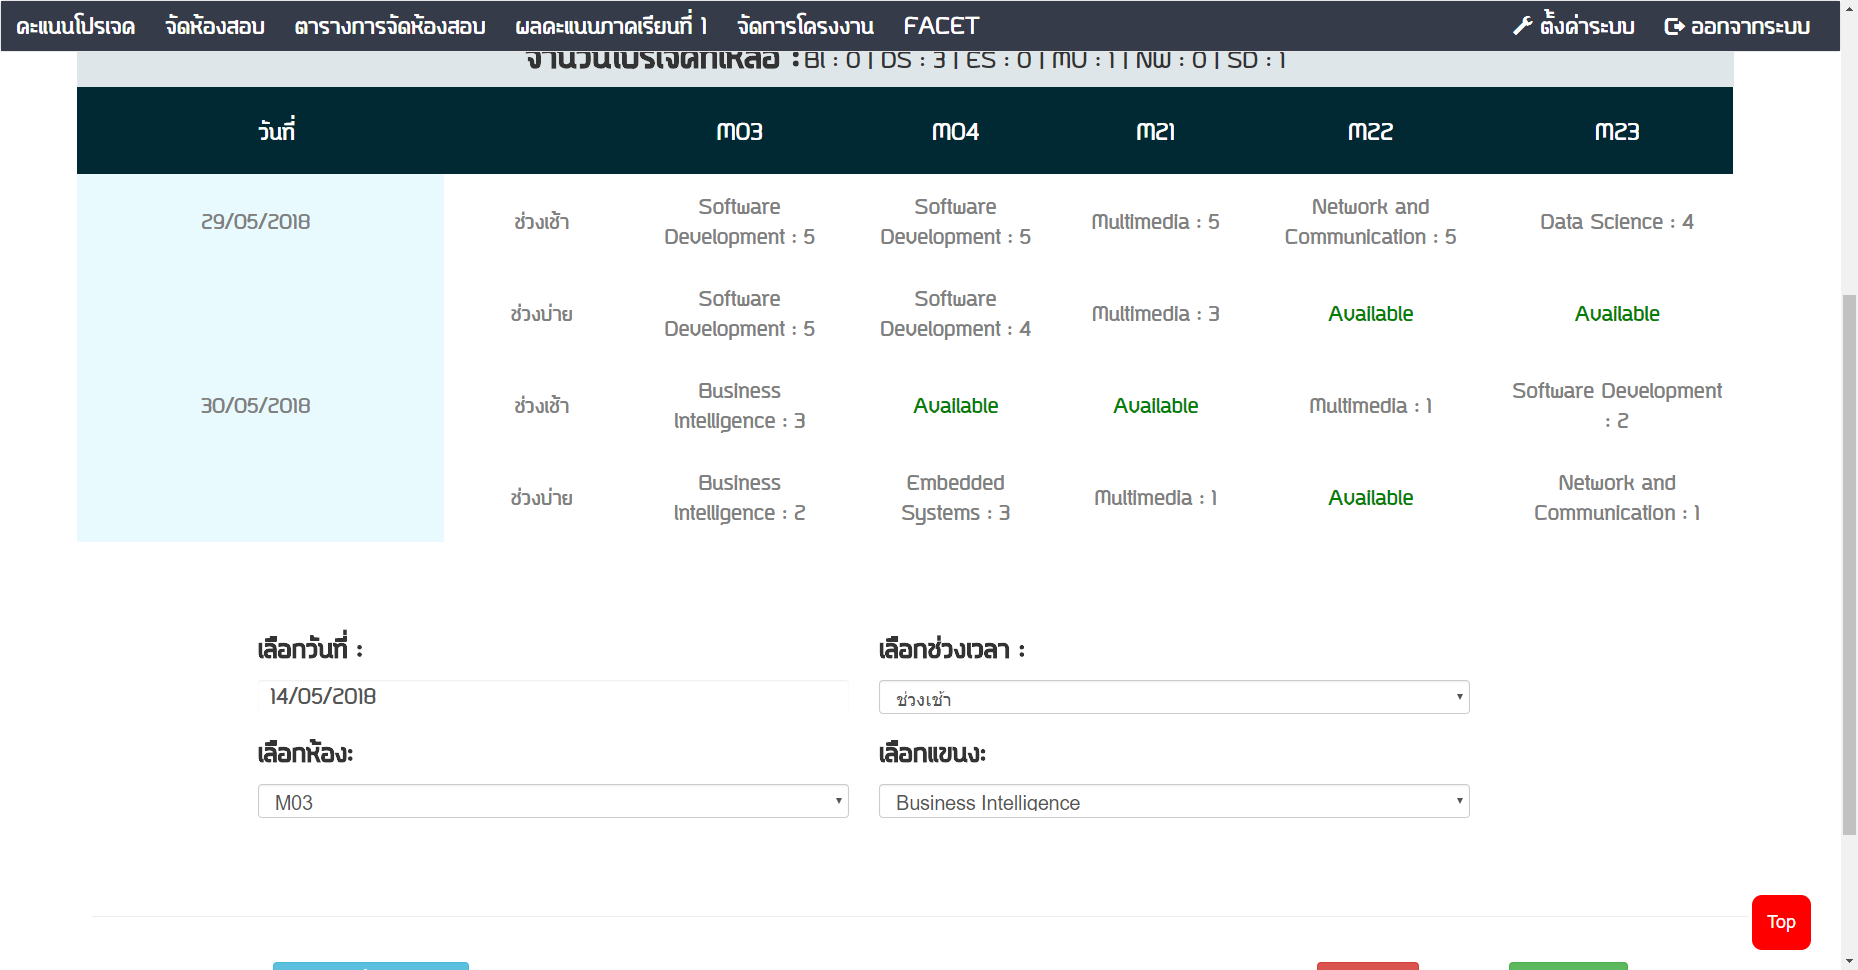 คะแนนโปรเจค จัดห้องสอบ ตารางการจัดห้องสอบ ผลคะแนนภาคเรียนที่ 1 จัดการโครงงาน FACET ตั้งค่าระบบ ออกจากระบบ
จำนวนโปรเจคที่เหลือ : BI : 0 | DS : 3 | ES : 0 | MU : 1 | NW : 0 | SD : 1
วันที่ M03 M04 M21 M22 M23
29/05/2018 ช่วงเช้า Software Development : 5 Software Development : 5 Multimedia : 5 Network and Communication : 5 Data Science : 4
ช่วงบ่าย Software Development : 5 Software Development : 4 Multimedia : 3 Available Available
30/05/2018 ช่วงเช้า Business Intelligence : 3 Available Available Multimedia : 1 Software Development : 2
ช่วงบ่าย Business Intelligence : 2 Embedded Systems : 3 Multimedia : 1 Available Network and Communication : 1
เลือกวันที่ : เลือกช่วงเวลา :
14/05/2018 ช่วงเช้า
เลือกห้อง: เลือกแขนง:
M03 Business Intelligence
Top